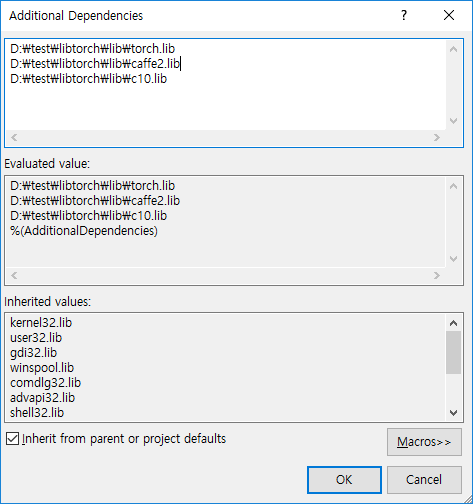 Additional Dependencies
?
D:₩test₩libtorch₩lib₩torch.lib
D:₩test₩libtorch₩lib₩caffe2.lib
D:₩test₩libtorch₩lib₩c10.lib
Evaluated value:
D:₩test₩libtorch₩lib₩torch.lib
D:₩test₩libtorch₩lib₩caffe2.lib
D:₩test₩libtorch₩lib₩c10.lib
%(AdditionalDependencies)
Inherited values:
kernel32.lib
user32.lib
gdi32.lib
winspool.lib
comdlg32.lib
advapi32.lib
shell32.lib
Inherit from parent or project defaults
Macros>>
OK
Cancel